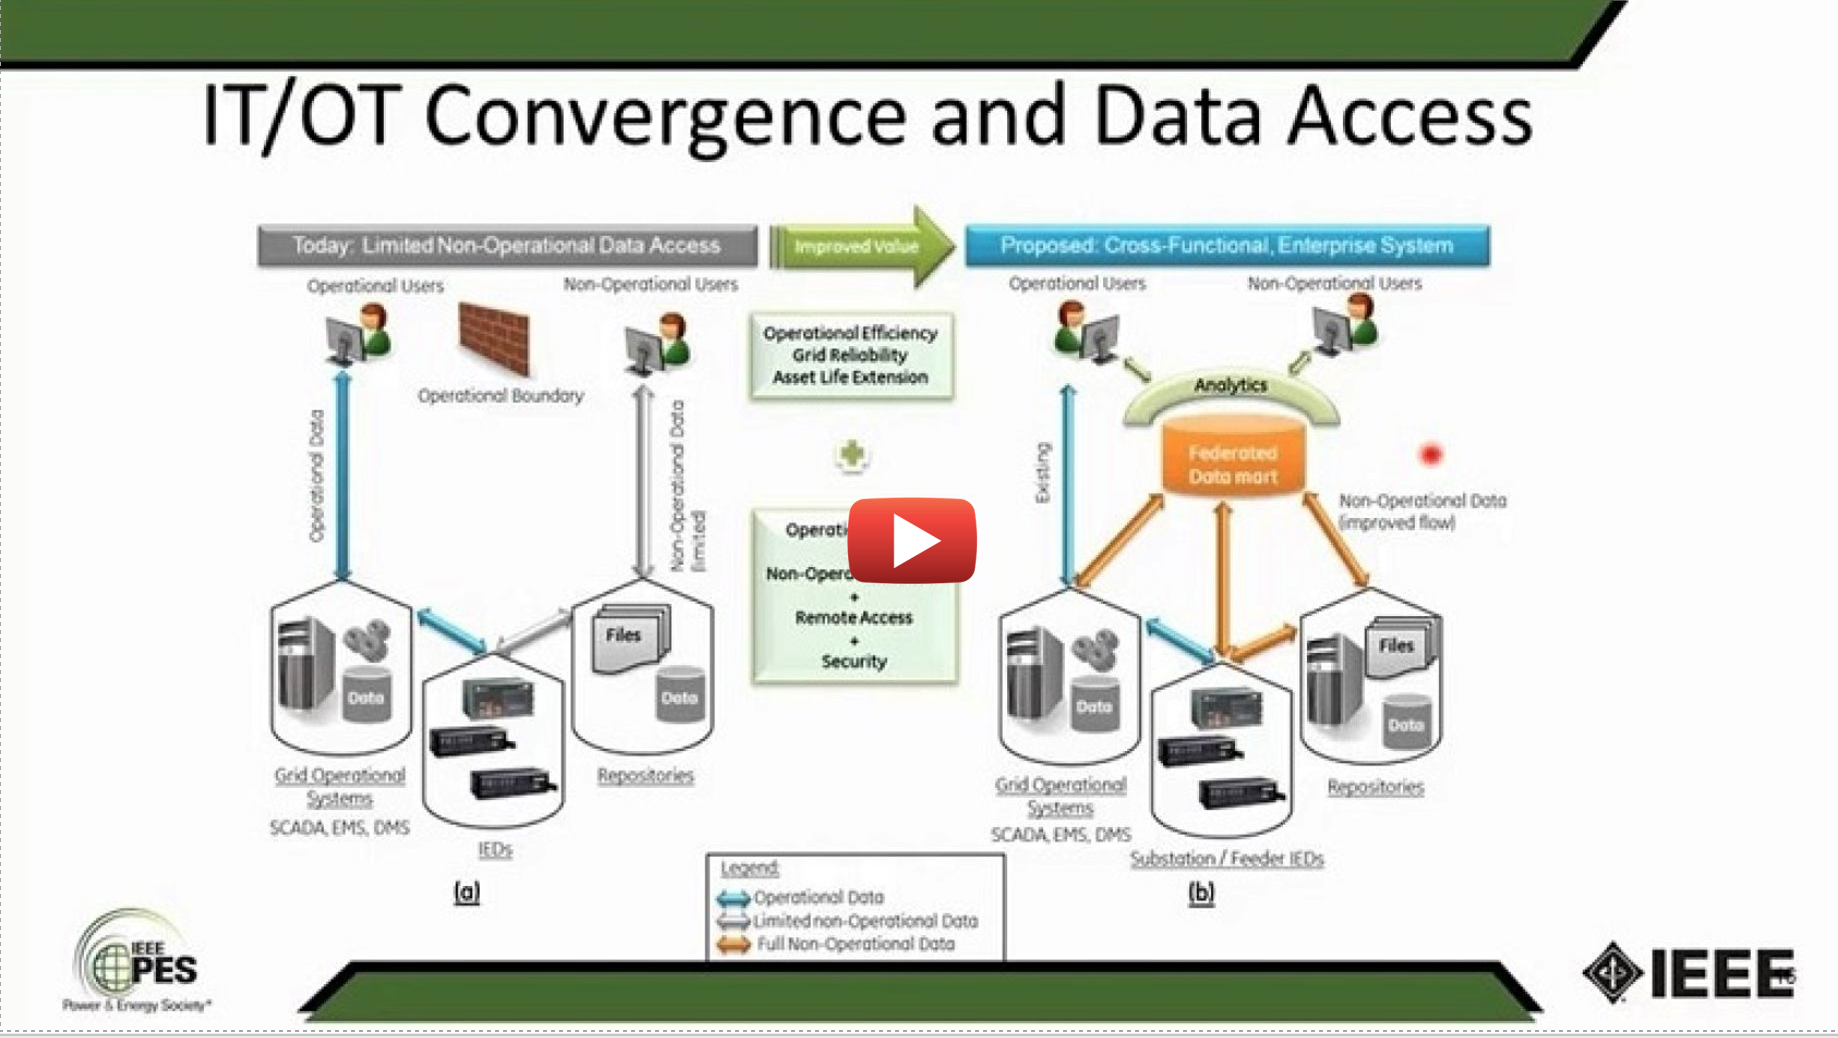 IT/OT Convergence and Data Access
Today: Limited Non-Operational Data Access
Improved Value
Proposed: Cross-Functional, Enterprise System
Operational Users
Non-Operational Users
Operational Boundary
Operational Data
Non-Operational Data
(limited)
Files
Data
Data
Grid Operational
Systems
SCADA, EMS, DMS
IEDs
Repositories
(a)
Operational Efficiency
Grid Reliability
Asset Life Extension
+
Remote Access
+
Security
Operational Users
Non-Operational Users
Analytics
Federated
Data mart
Existing
Non-Operational Data
(improved flow)
Files
Data
Data
Grid Operational
Systems
SCADA, EMS, DMS
Substation / Feeder IEDs
Repositories
(b)
Legend:
Operational Data
Limited non-Operational Data
Full Non-Operational Data
IEEE
PES
Power & Energy Society®
IEEE